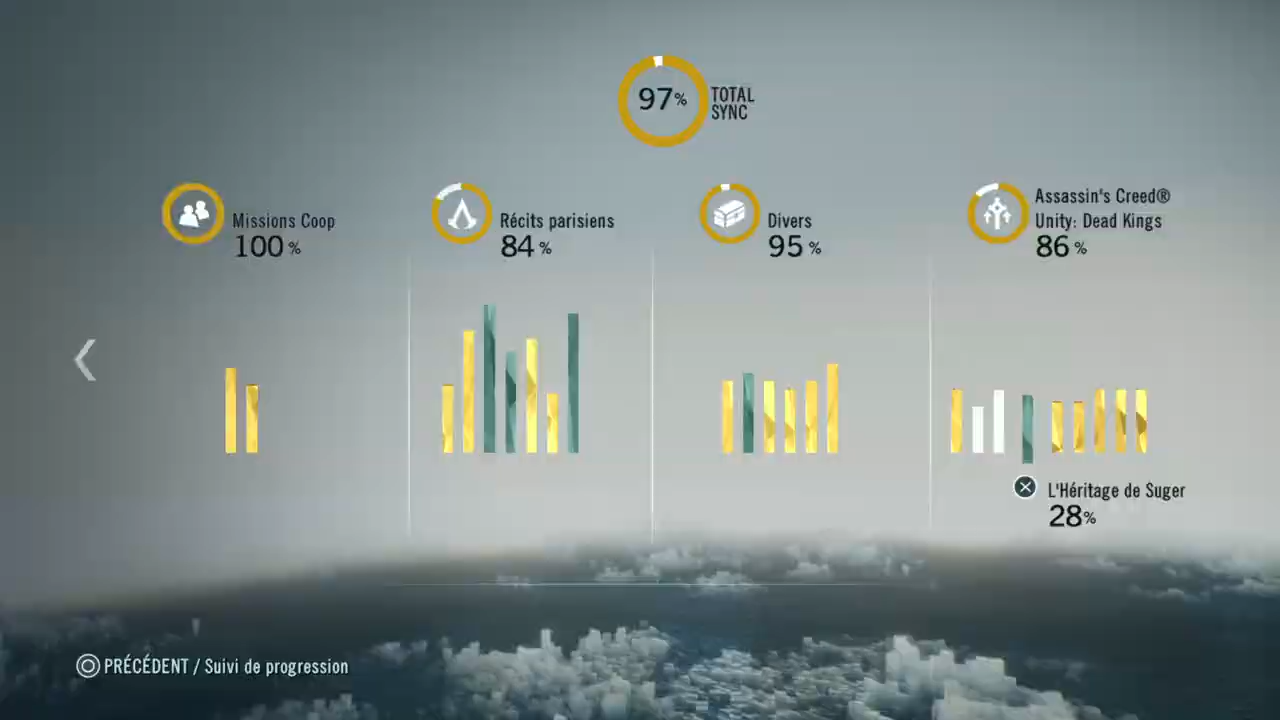 97%
TOTAL
SYNC
Missions Coop
100 %
Récits parisiens
84 %
Divers
95 %
Assassin's Creed®
Unity: Dead Kings
86 %
L'Héritage de Suger
28%
PRÉCÉDENT / Suivi de progression